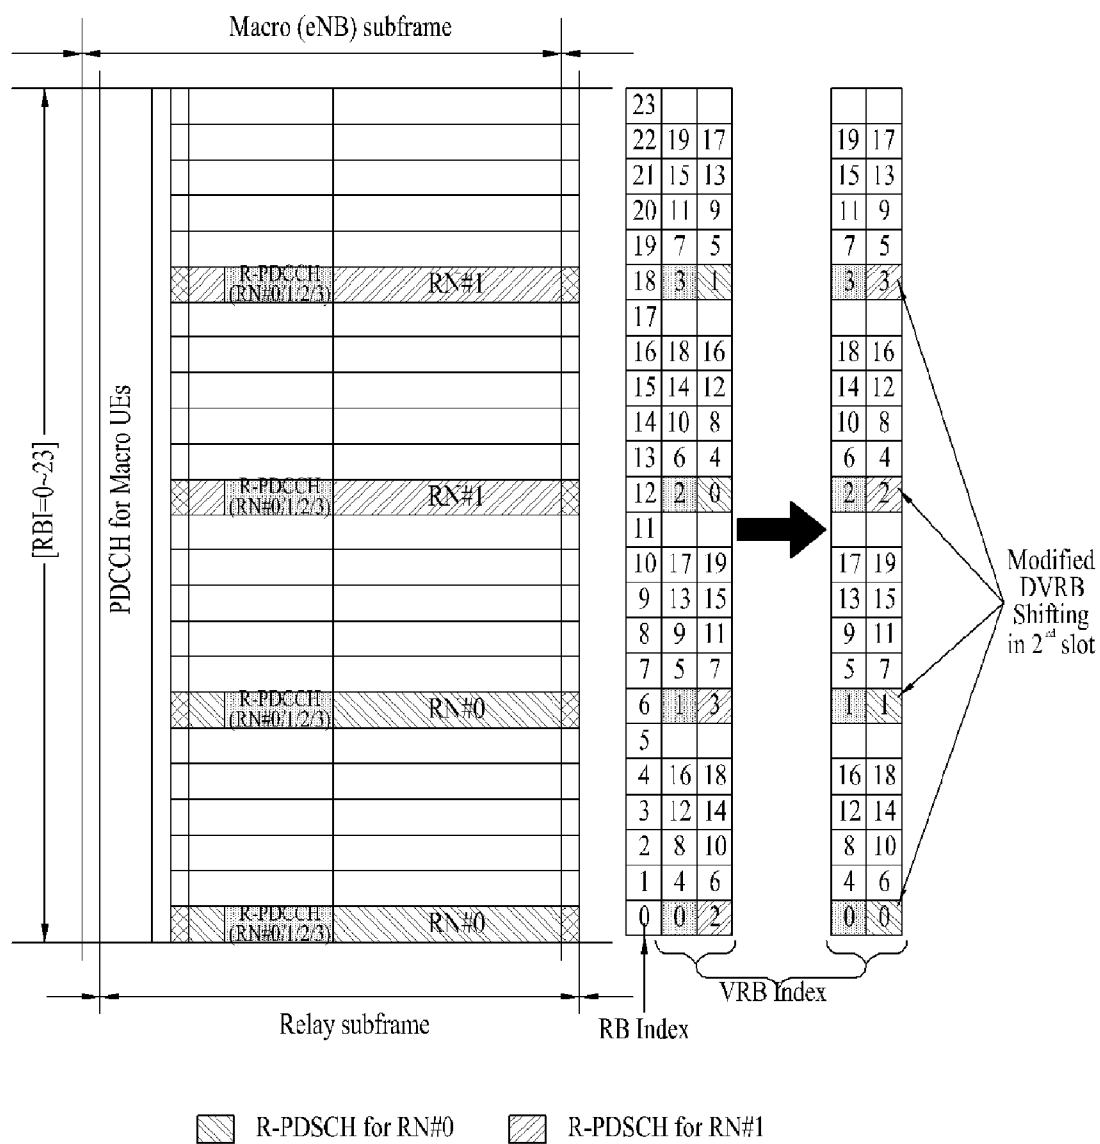 Macro (eNB) subframe
[RBI=0~23]
PDCCH for Macro UEs
R-PDCCH
(RN#0/1/2/3)
RN#1
R-PDCCH
(RN#0/1/2/3)
RN#1
R-PDCCH
(RN#0/1/2/3)
RN#0
R-PDCCH
(RN#0/1/2/3)
RN#0
23
22 19 17 19 17
21 15 13 15 13
20 11 9 11 9
19 7 5 7 5
18 3 1 3 3
17
16 18 16 18 16
15 14 12 14 12
14 10 8 10 8
13 6 4 6 4
12 2 0 2 2
11
10 17 19 17 19
9 13 15 13 15
8 9 11 9 11
7 5 7 5 7
6 1 3 1 1
5
4 16 18 16 18
3 12 14 12 14
2 8 10 8 10
1 4 6 4 6
0 0 2 0 0
Modified
DVRB
Shifting
in 2nd slot
VRB Index
RB Index
Relay subframe
R-PDSCH for RN#0
R-PDSCH for RN#1